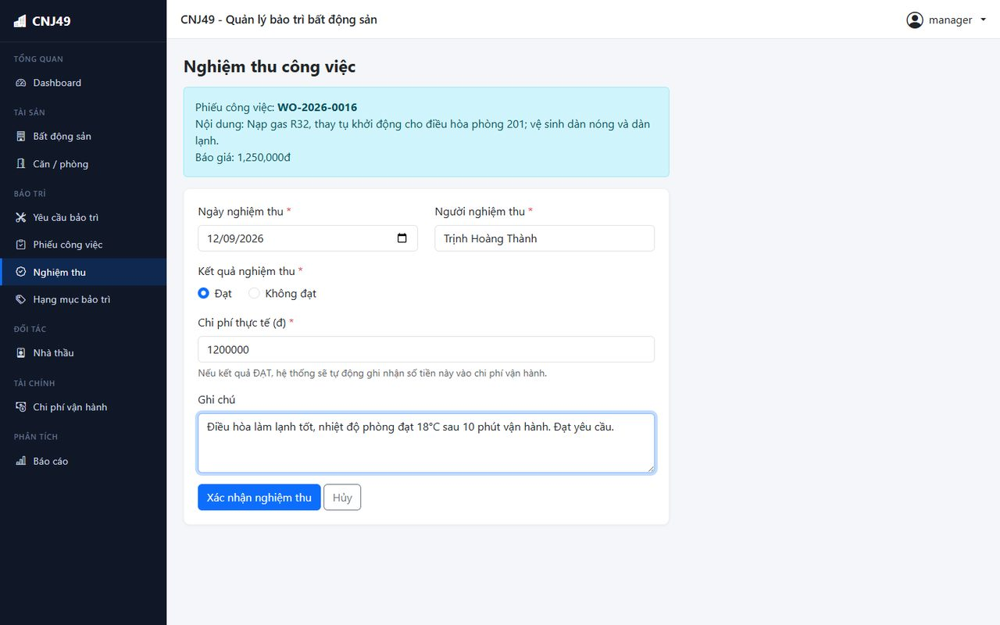 CNJ49
CNJ49 - Quản lý bảo trì bất động sản
manager
TỔNG QUAN
Dashboard
TÀI SẢN
Bất động sản
Căn / phòng
BẢO TRÌ
Yêu cầu bảo trì
Phiếu công việc
Nghiệm thu
Hạng mục bảo trì
ĐỐI TÁC
Nhà thầu
TÀI CHÍNH
Chi phí vận hành
PHÂN TÍCH
Báo cáo
Nghiệm thu công việc
Phiếu công việc: WO-2026-0016
Nội dung: Nạp gas R32, thay tụ khởi động cho điều hòa phòng 201; vệ sinh dàn nóng và dàn
lạnh.
Báo giá: 1,250,000đ
Ngày nghiệm thu * Người nghiệm thu *
12/09/2026 Trịnh Hoàng Thành
Kết quả nghiệm thu *
Đạt Không đạt
Chi phí thực tế (đ) *
1200000
Nếu kết quả ĐẠT, hệ thống sẽ tự động ghi nhận số tiền này vào chi phí vận hành.
Ghi chú
Điều hòa làm lạnh tốt, nhiệt độ phòng đạt 18°C sau 10 phút vận hành. Đạt yêu cầu.
Xác nhận nghiệm thu Hủy